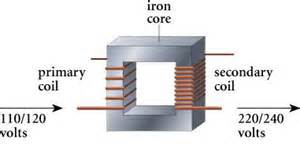 iron
core
primary
coil
secondary
coil
110/120
volts
220/240
volts